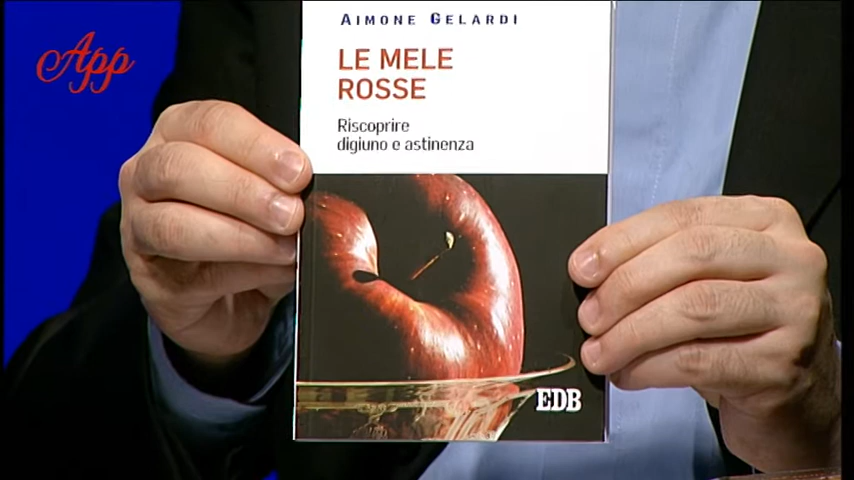 App
AIMONE GELARDI
LE MELE
ROSSE
Riscoprire
digiuno e astinenza
EDB